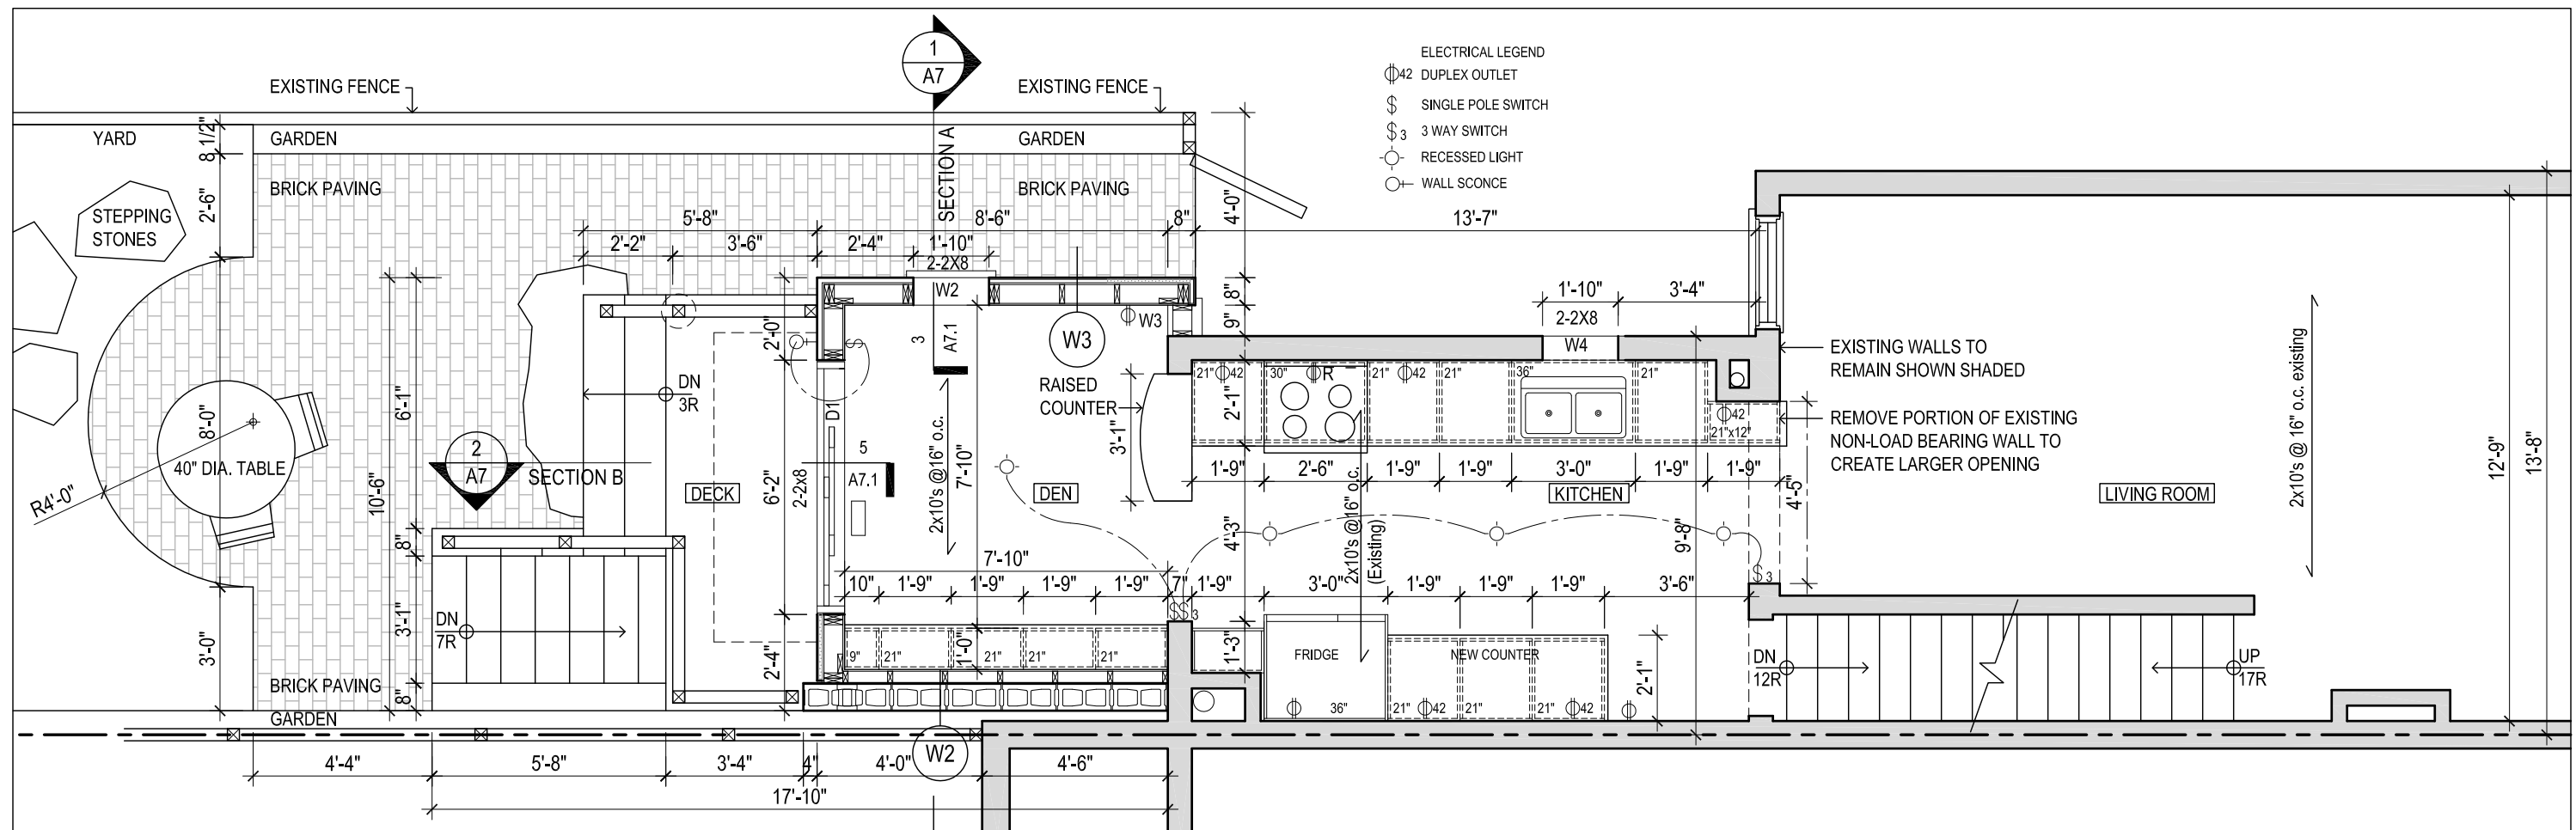 1
A7
SECTION A
EXISTING FENCE
EXISTING FENCE
ELECTRICAL LEGEND
42 DUPLEX OUTLET
$ SINGLE POLE SWITCH
$3 3 WAY SWITCH
RECESSED LIGHT
WALL SCONCE
YARD
8 1/2"
GARDEN
GARDEN
BRICK PAVING
BRICK PAVING
2'-6"
STEPPING
STONES
5'-8"
8'-6"
8"
4'-0"
13'-7"
2'-2"
3'-6"
2'-4"
1'-10"
2-2X8
W2
8"
9"
W3
W3
1'-10"
3'-4"
2-2X8
W4
2'-0"
3
A7.1
DN
3R
RAISED
COUNTER
3'-1"
2'-1"
21"
42
30"
R
21"
42
21"
36"
21"
42
21"x12"
EXISTING WALLS TO
REMAIN SHOWN SHADED
REMOVE PORTION OF EXISTING
NON-LOAD BEARING WALL TO
CREATE LARGER OPENING
2x10's @ 16" o.c. existing
12'-9"
13'-8"
6'-1"
10'-6"
8'-0"
40" DIA. TABLE
R4'-0"
2
A7
SECTION B
DECK
6'-2"
2-2x8
D1
5
A7.1
2x10's @16" o.c.
7'-10"
DEN
1'-9"
2'-6"
1'-9"
1'-9"
3'-0"
1'-9"
1'-9"
KITCHEN
4'-5"
LIVING ROOM
4'-3"
2x10's @16" o.c.
(Existing)
9'-8"
8"
3'-1"
8"
3'-0"
7'-10"
10"
1'-9"
1'-9"
1'-9"
1'-9"
7"
1'-9"
3'-0"
1'-9"
1'-9"
1'-9"
3'-6"
$3
$$3
DN
7R
2'-4"
9"
21"
1'-0"
21"
21"
21"
1'-3"
FRIDGE
NEW COUNTER
2'-1"
DN
12R
UP
17R
36"
21"
42
21"
21"
42
BRICK PAVING
GARDEN
W2
4'-4"
5'-8"
3'-4"
4"
4'-0"
4'-6"
17'-10"